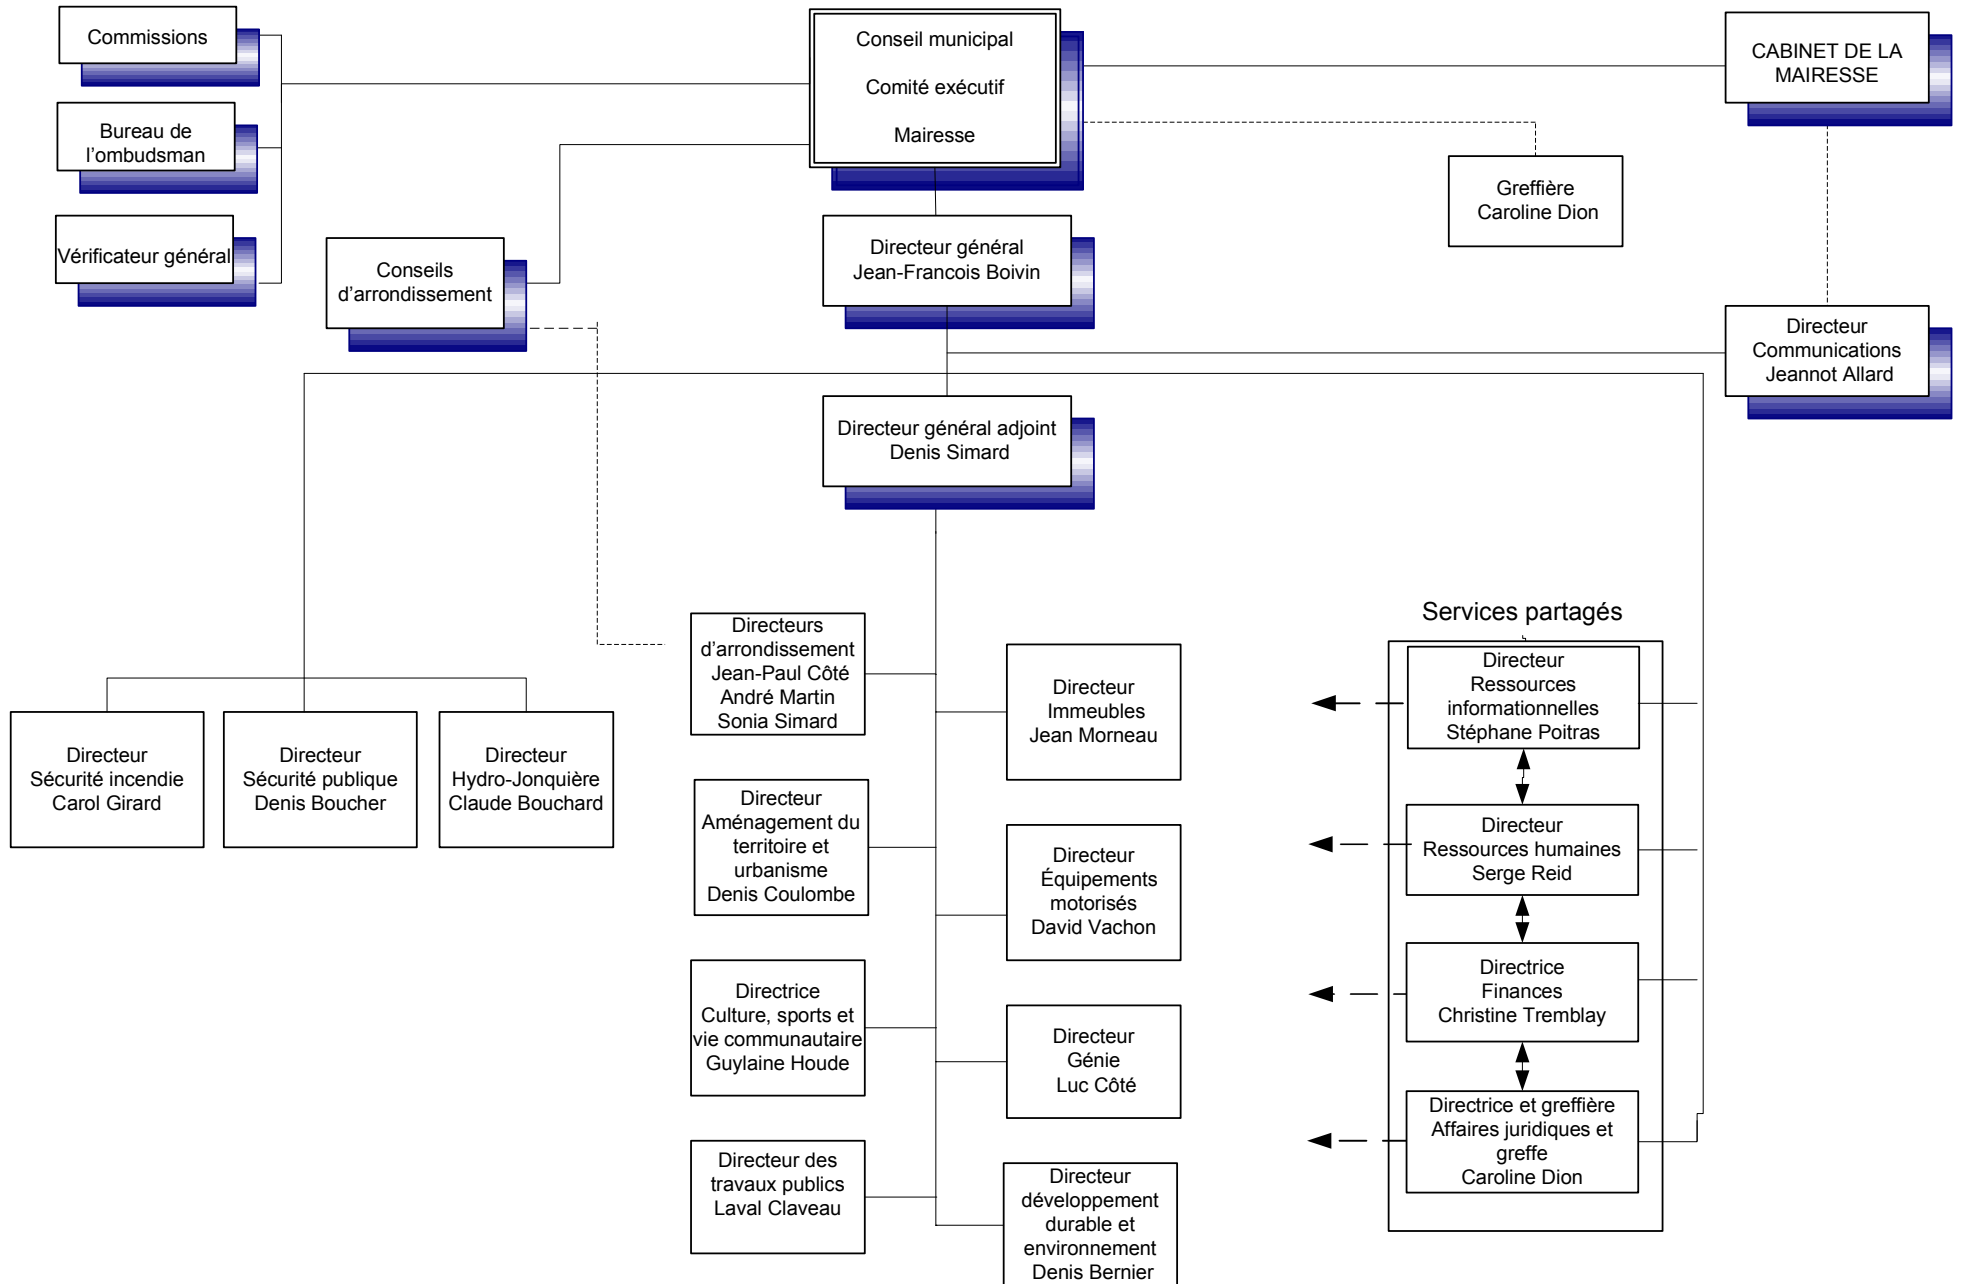 Commissions
Bureau de
l'ombudsman
Vérificateur général
Conseil municipal
Comité exécutif
Mairesse
CABINET DE LA
MAIRESSE
Greffière
Caroline Dion
Conseils
d'arrondissement
Directeur général
Jean-Francois Boivin
Directeur
Communications
Jeannot Allard
Directeur général adjoint
Denis Simard
Directeur
Sécurité incendie
Carol Girard
Directeur
Sécurité publique
Denis Boucher
Directeur
Hydro-Jonquière
Claude Bouchard
Directeurs
d'arrondissement
Jean-Paul Côté
André Martin
Sonia Simard
Directeur
Immeubles
Jean Morneau
Directeur
Aménagement du
territoire et
urbanisme
Denis Coulombe
Directeur
Équipements
motorisés
David Vachon
Directrice
Culture, sports et
vie communautaire
Guylaine Houde
Directeur
Génie
Luc Côté
Directeur des
travaux publics
Laval Claveau
Directeur
développement
durable et
environnement
Denis Bernier
Services partagés
Directeur
Ressources
informationnelles
Stéphane Poitras
Directeur
Ressources humaines
Serge Reid
Directrice
Finances
Christine Tremblay
Directrice et greffière
Affaires juridiques et
greffe
Caroline Dion